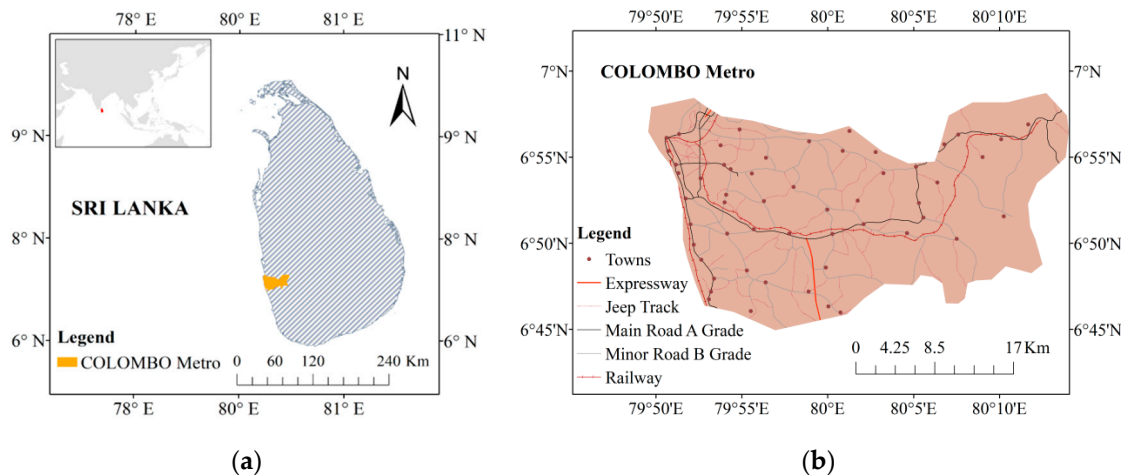 78° E
80° E
81° E
11° N
9° N
9° N
8° N
8° N
6° N
6° N
N
SRI LANKA
Legend
COLOMBO Metro
0 60 120 240 Km
78° E
80° E
81° E
(a)
79°50'E
79°55'E
80°0'E
80°5'E
80°10'E
7°N
7°N
COLOMBO Metro
6°55'N
6°55'N
6°50'N
6°50'N
6°45'N
6°45'N
Legend
Towns
Expressway
Jeep Track
Main Road A Grade
Minor Road B Grade
Railway
0 4.25 8.5 17 Km
79°50'E
79°55'E
80°0'E
80°5'E
80°10'E
(b)